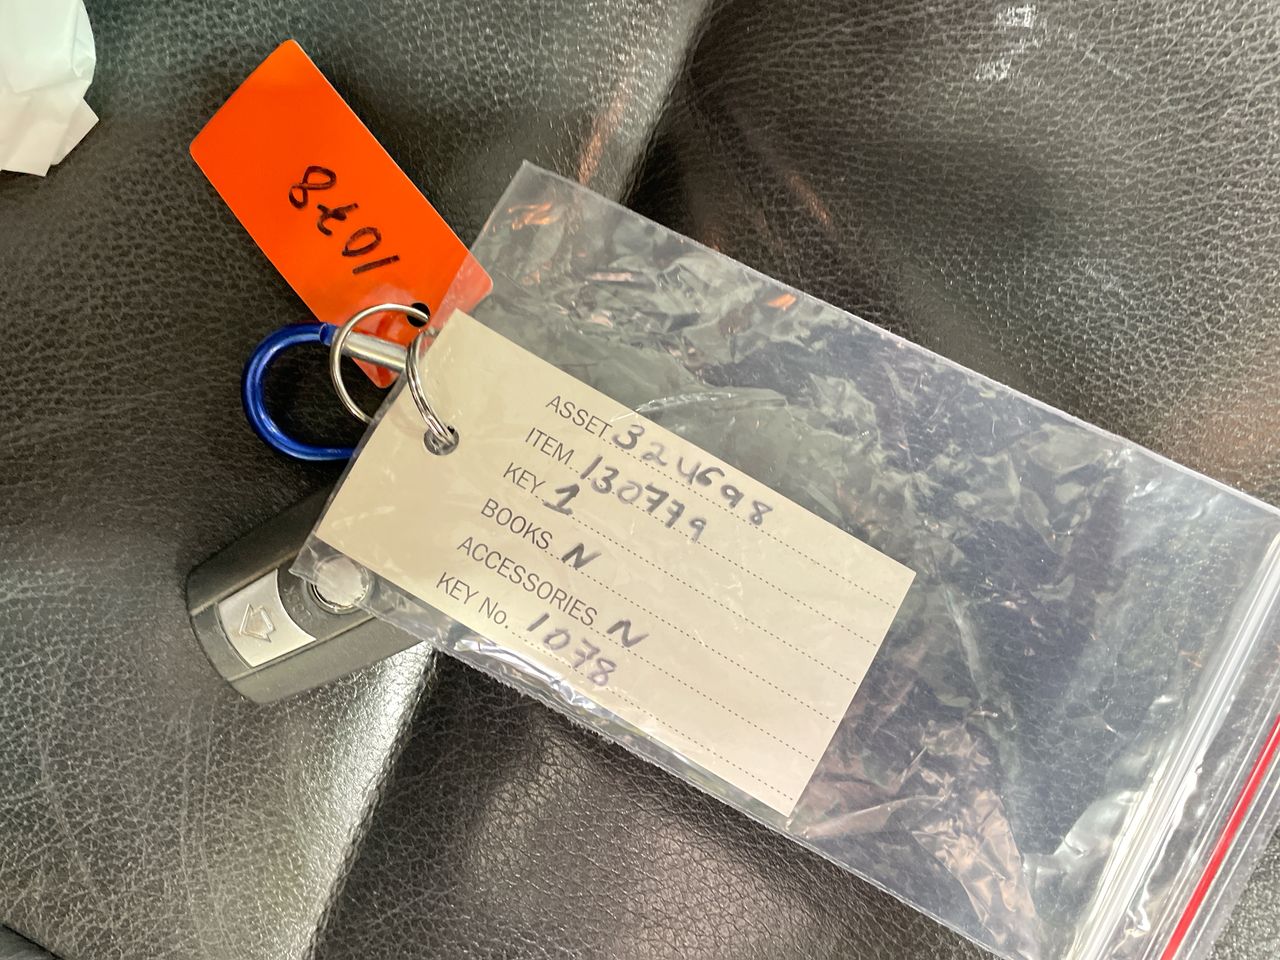 1078
ASSET. 324698
ITEM. 130779
KEY. 1
BOOKS. N
ACCESSORIES. N
KEY No. 1078